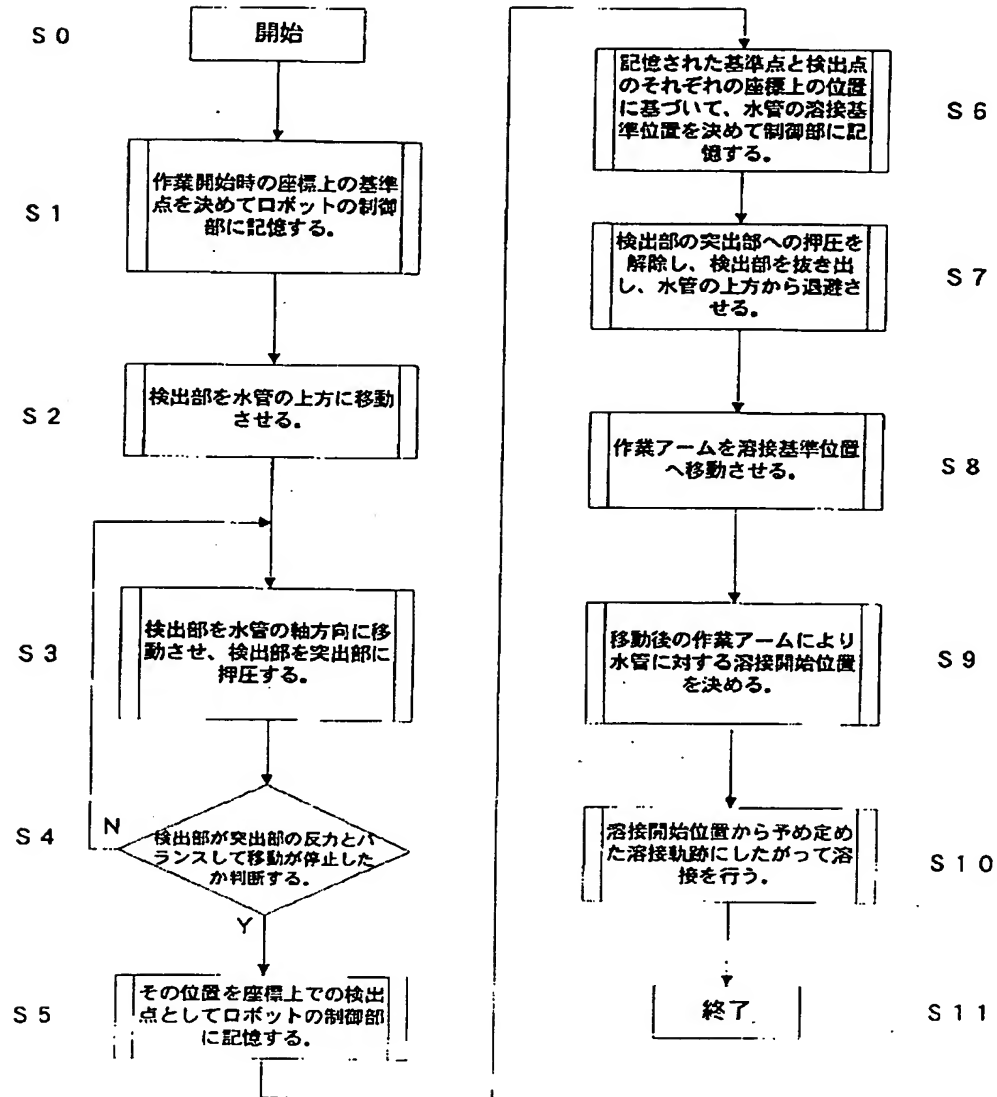 S0
開始
S1
作業開始時の座標上の基準
点を決めてロボットの制御
部に記憶する。
S2
検出部を水管の上方に移動
させる。
S3
検出部を水管の軸方向に移
動させ、検出部を突出部に
押圧する。
S4
検出部が突出部の反力とバ
ランスして移動が停止した
か判断する。
N
Y
S5
その位置を座標上での検出
点としてロボットの制御部
に記憶する。
記憶された基準点と検出点
のそれぞれの座標上の位置
に基づいて、水管の溶接基
準位置を決めて制御部に記
憶する。
S6
検出部の突出部への押圧を
解除し、検出部を抜き出
し、水管の上方から退避さ
せる。
S7
作業アームを溶接基準位置
へ移動させる。
S8
移動後の作業アームにより
水管に対する溶接開始位置
を決める。
S9
溶接開始位置から予め定め
た溶接軌跡にしたがって溶
接を行う。
S10
終了
S11